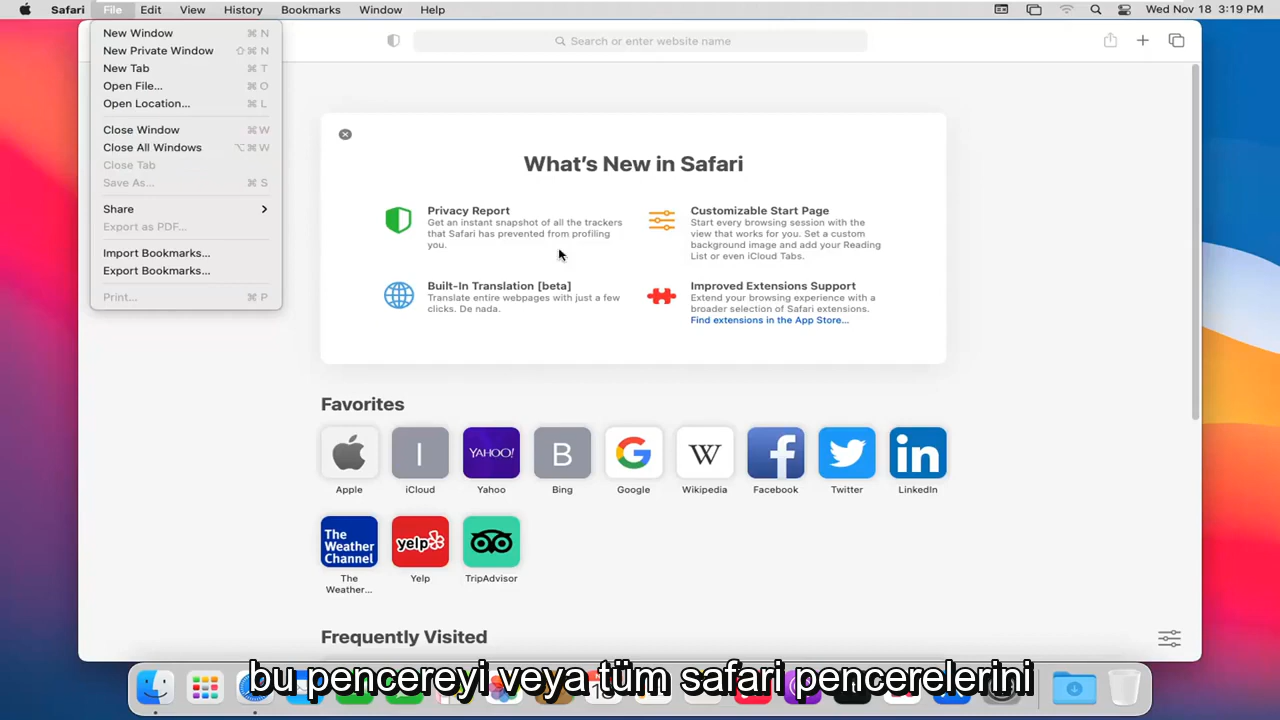 Safari File Edit View History Bookmarks Window Help Wed Nov 18 3:19 PM
New Window ⌘ N
New Private Window ⇧⌘ N
New Tab ⌘ T
Open File... ⌘ O
Open Location... ⌘ L
Close Window ⌘W
Close All Windows ⌥⌘W
Close Tab
Save As... ⌘ S
Share
Export as PDF...
Import Bookmarks...
Export Bookmarks...
Print... ⌘ P
Search or enter website name
What's New in Safari
Privacy Report
Get an instant snapshot of all the trackers
that Safari has prevented from profiling
you.
Customizable Start Page
Start every browsing session with the
view that works for you. Set a custom
background image and add your Reading
List or even iCloud Tabs.
Built-In Translation [beta]
Translate entire webpages with just a few
clicks. De nada.
Improved Extensions Support
Extend your browsing experience with a
broader selection of Safari extensions.
Find extensions in the App Store...
Favorites
I YAHOO! B G W f in
Apple iCloud Yahoo Bing Google Wikipedia Facebook Twitter LinkedIn
The
Weather
Channel
yelp
The
Weather...
Yelp TripAdvisor
Frequently Visited
bu pencereyi veya tüm safari pencerelerini